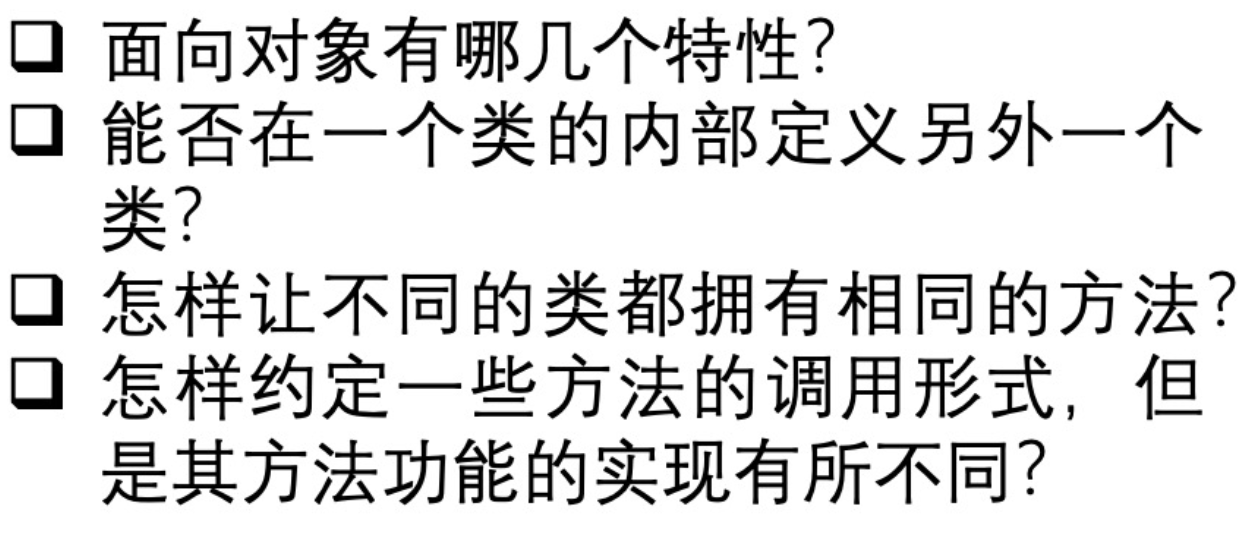 ❑ 面向对象有哪几个特性？
❑ 能否在一个类的内部定义另外一个
类？
❑ 怎样让不同的类都拥有相同的方法？
❑ 怎样约定一些方法的调用形式，但
是其方法功能的实现有所不同？